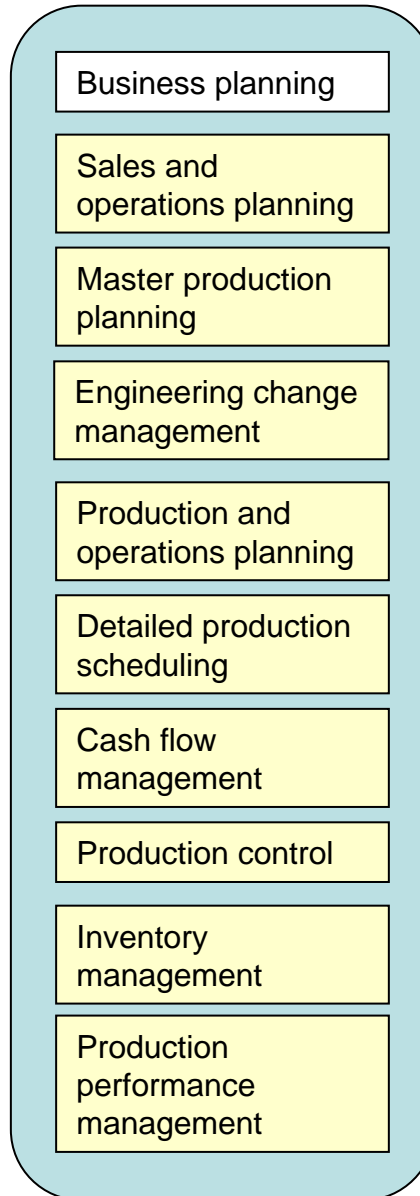 Business planning
Sales and
operations planning
Master production
planning
Engineering change
management
Production and
operations planning
Detailed production
scheduling
Cash flow
management
Production control
Inventory
management
Production
performance
management